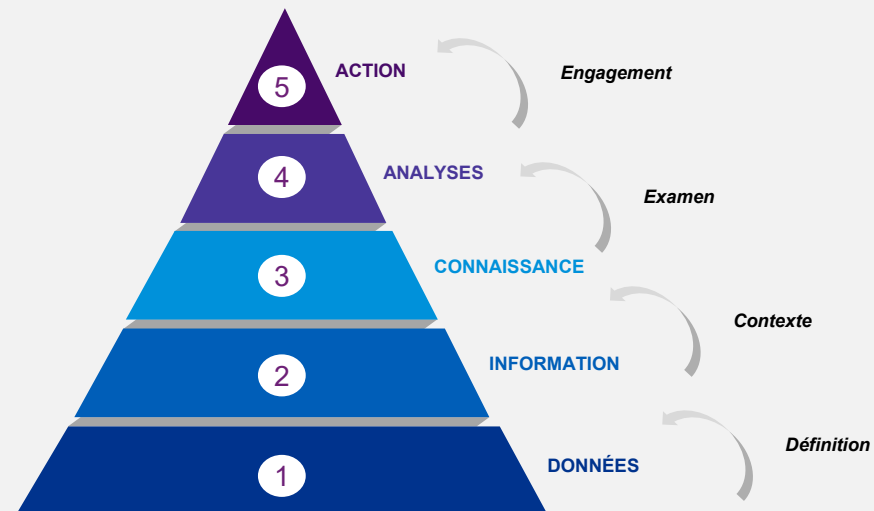 5
ACTION
Engagement
4
ANALYSES
Examen
3
CONNAISSANCE
Contexte
2
INFORMATION
Définition
1
DONNÉES